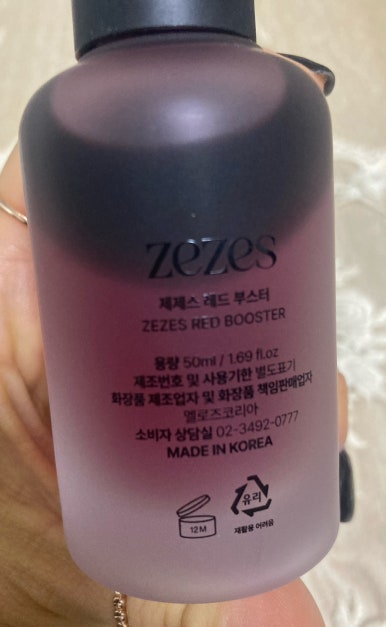 zezes
제제스 레드 부스터
ZEZES RED BOOSTER
용량 50ml / 1.69 fl.oz
제조번호 및 사용기한 별도표기
화장품 제조업자 및 화장품 책임판매업자
멜로즈코리아
소비자 상담실 02-3492-0777
MADE IN KOREA
12M
유리
재활용 어려움